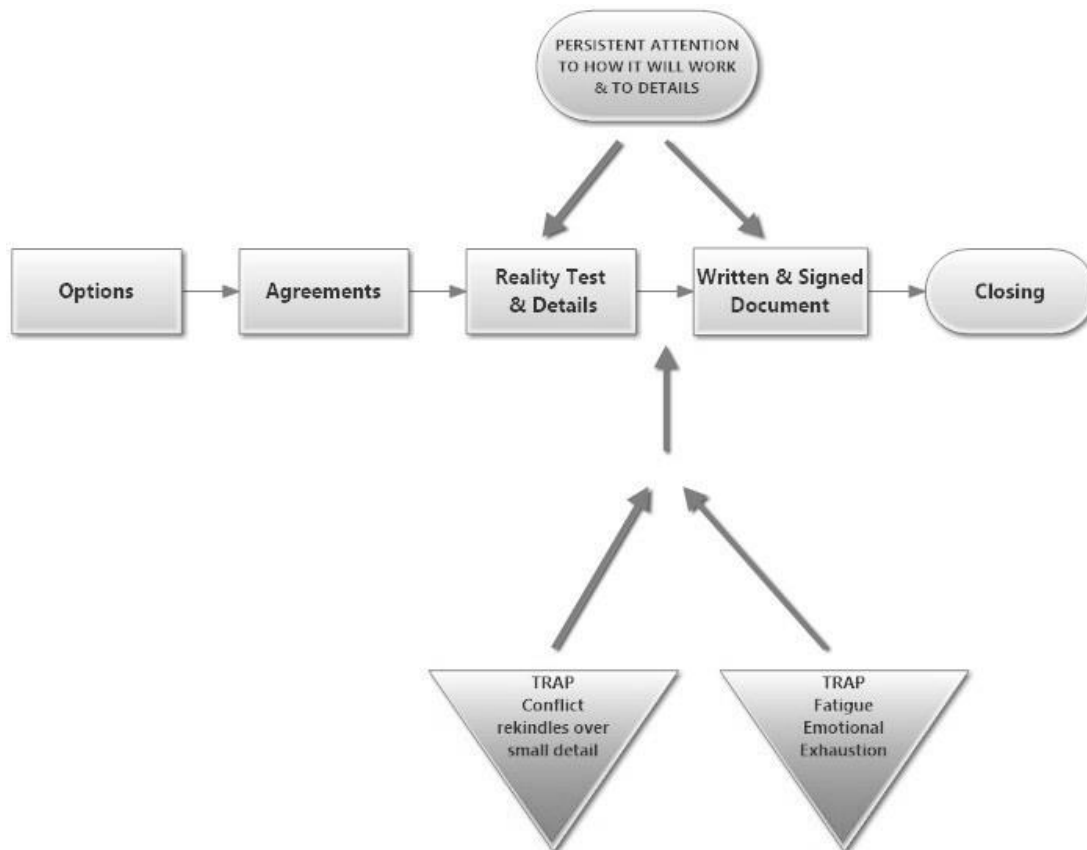 PERSISTENT ATTENTION
TO HOW IT WILL WORK
& TO DETAILS
Options
Agreements
Reality Test
& Details
Written & Signed
Document
Closing
TRAP
Conflict
rekindles over
small detail
TRAP
Fatigue
Emotional
Exhaustion